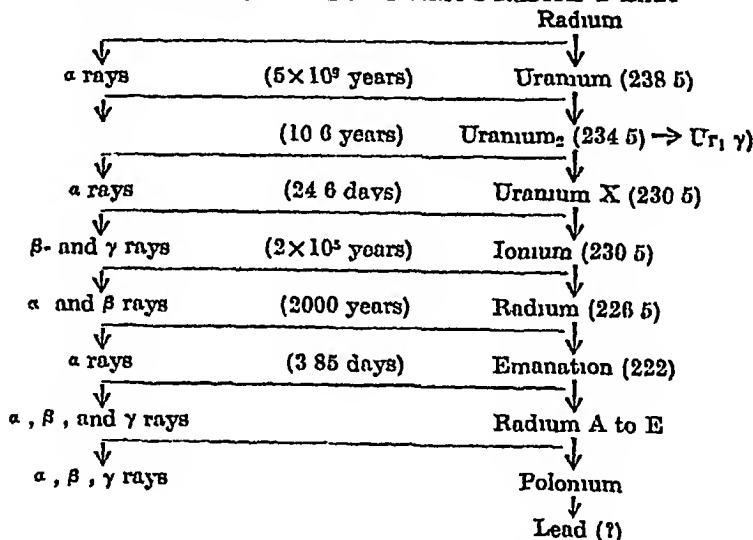 Radium
α rays (5×10⁹ years) Uranium (238 5)
(10 6 years) Uranium₂ (234 5) → Ur₁ γ)
α rays (24 6 days) Uranium X (230 5)
β- and γ rays (2×10⁵ years) Ionium (230 5)
α and β rays (2000 years) Radium (226 5)
α rays (3 85 days) Emanation (222)
α , β , and γ rays Radium A to E
α , β , γ rays Polonium
Lead (?)